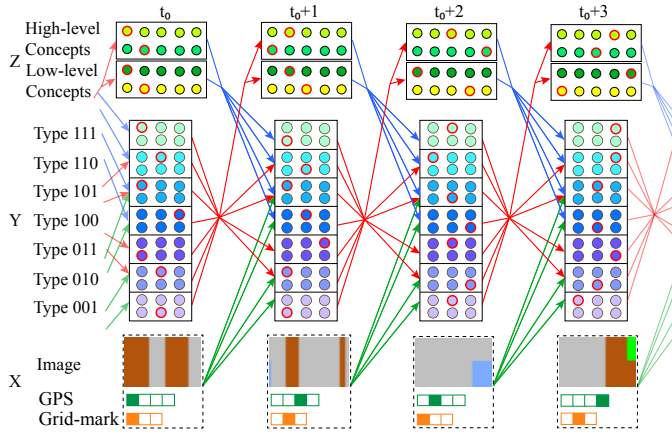 t₀ t₀+1 t₀+2 t₀+3
High-level
Concepts
Z
Low-level
Concepts
Type 111
Type 110
Type 101
Y Type 100
Type 011
Type 010
Type 001
Image
X
GPS
Grid-mark